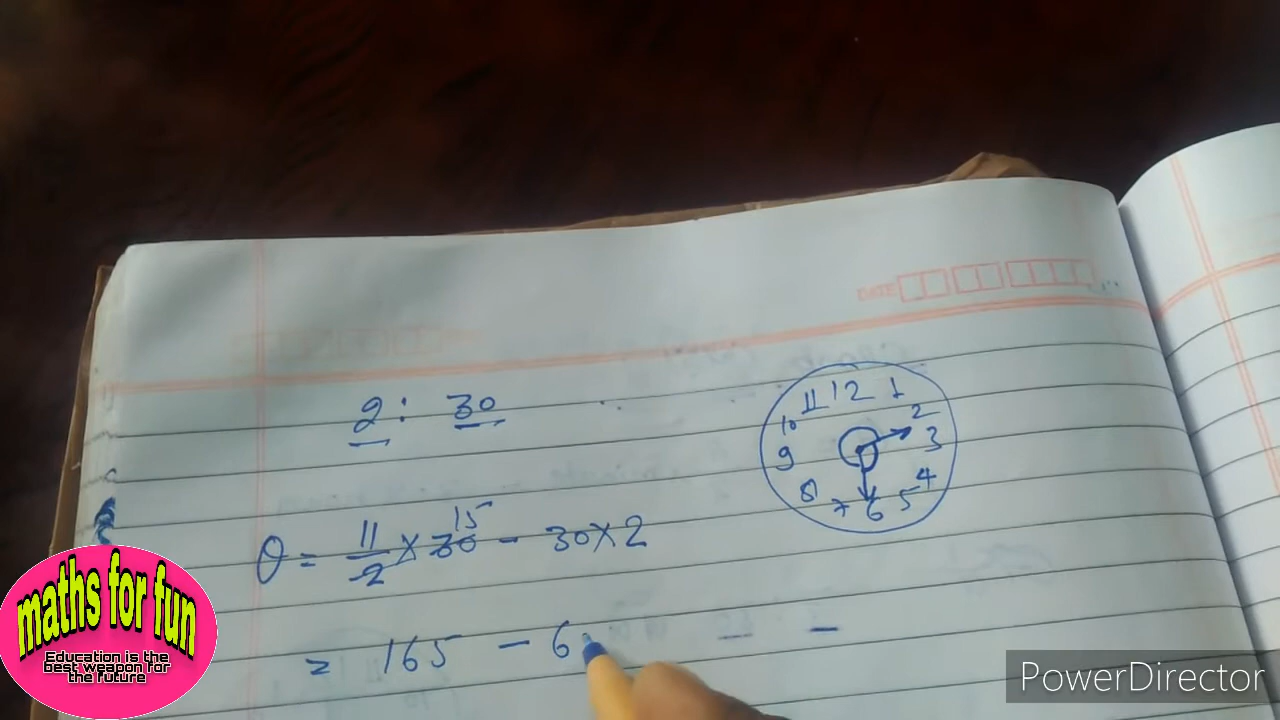 DATE
2 : 30
11 12 1
10 2
9 3
8 4
7 6 5
θ = 11/2 × 30 15 - 30 × 2
= 165 - 6
maths for fun
Education is the
best weapon for
the future
PowerDirector